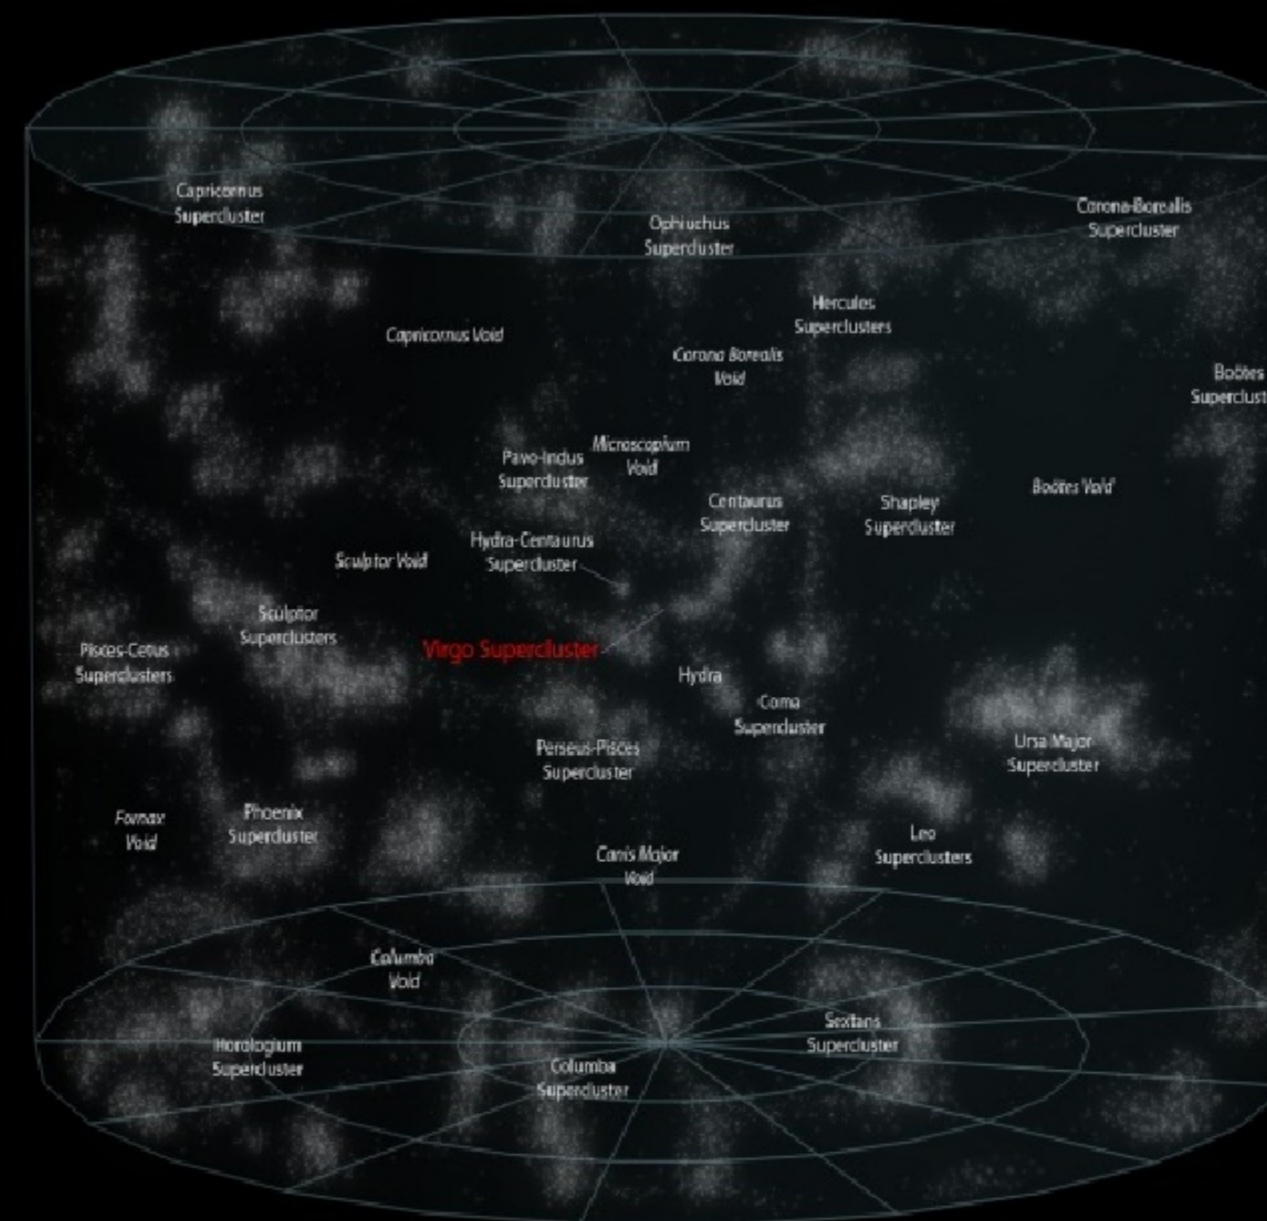 Capricornus
Supercluster
Corona-Borealis
Supercluster
Ophiuchus
Supercluster
Hercules
Superclusters
Capricornus Void
Corona Borealis
Void
Boötes
Superclust
Microscopium
Void
Pavo-Indus
Supercluster
Boötes Void
Centaurus
Supercluster
Shapley
Supercluster
Hydra-Centaurus
Supercluster
Sculptor Void
Sculptor
Superclusters
Virgo Supercluster
Pisces-Cetus
Superclusters
Hydra
Coma
Supercluster
Perseus-Pisces
Supercluster
Ursa Major
Supercluster
Fornax
Void
Phoenix
Supercluster
Leo
Superclusters
Canis Major
Void
Columba
Void
Sextans
Supercluster
Horologium
Supercluster
Columba
Supercluster